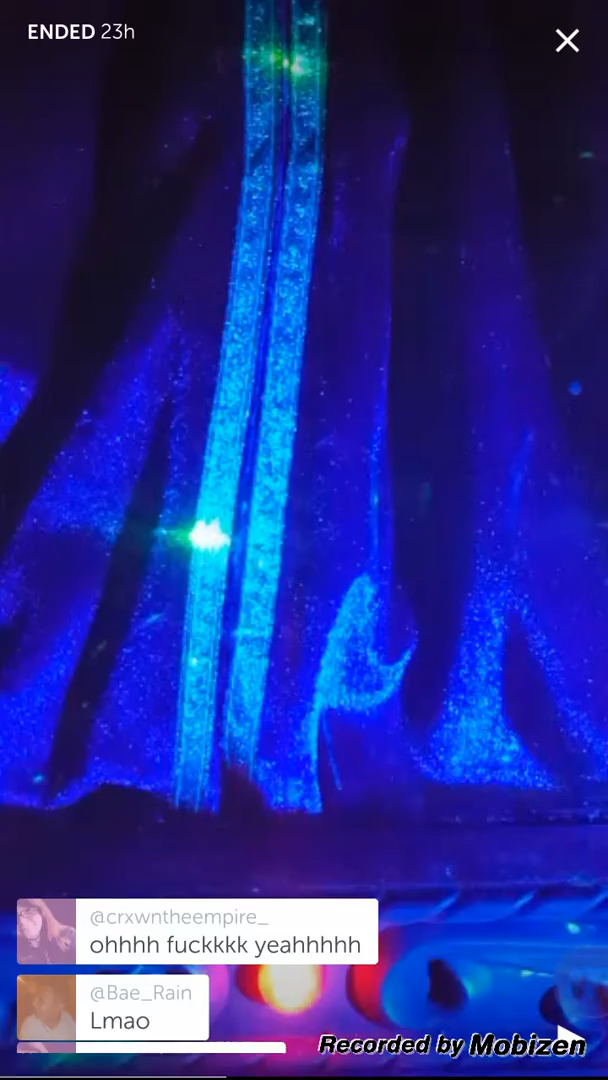 ENDED 23h
@crxwntheempire_
ohhhh fuckkkk yeahhhhh
@Bae_Rain
Lmao
Recorded by Mobizen